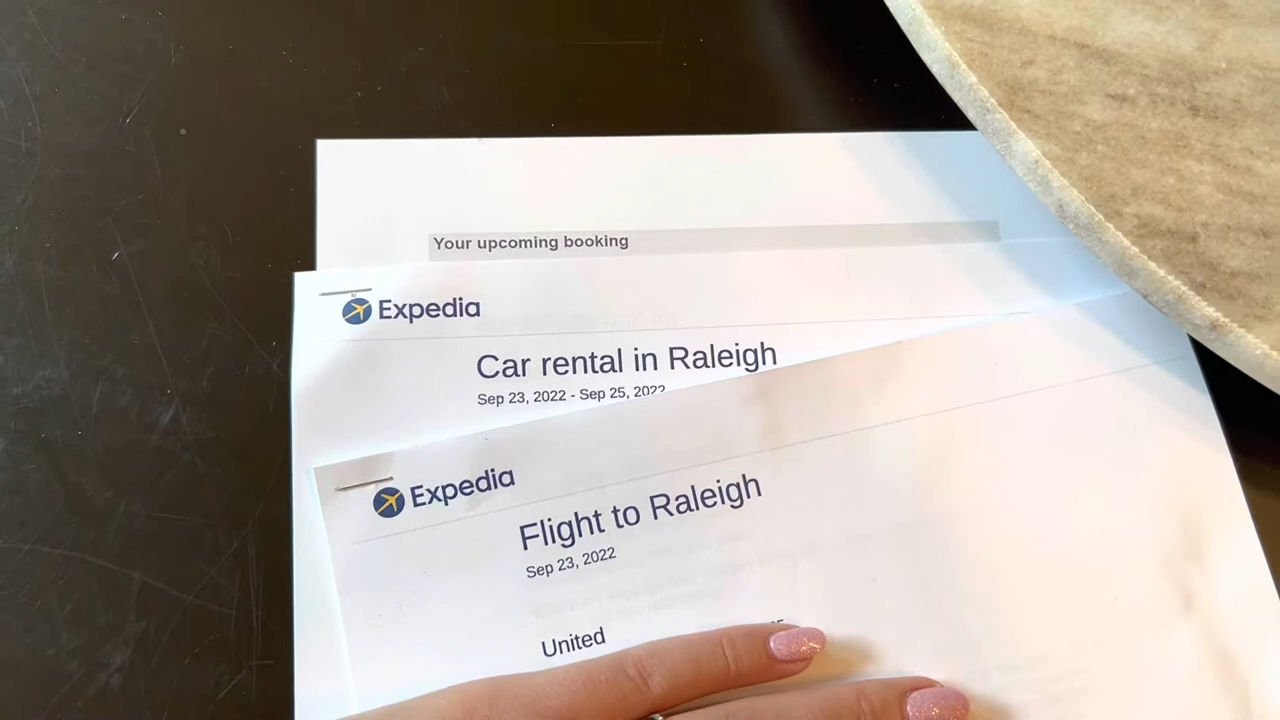 Your upcoming booking
Expedia
Car rental in Raleigh
Sep 23, 2022 - Sep 25, 2022
Expedia
Flight to Raleigh
Sep 23, 2022
United